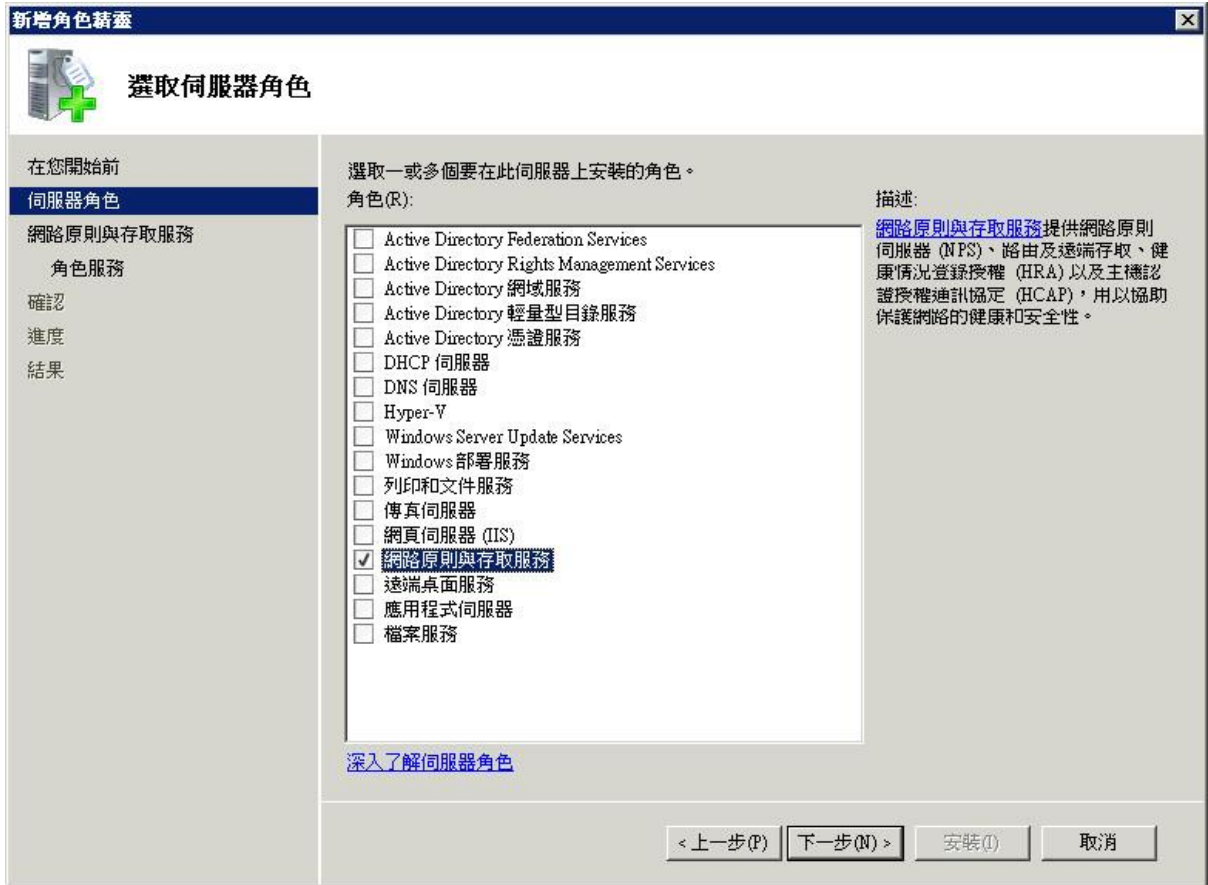 新增角色精靈
選取伺服器角色
在您開始前
伺服器角色
網路原則與存取服務
角色服務
確認
進度
結果
選取一或多個要在此伺服器上安裝的角色。
角色(R):
Active Directory Federation Services
Active Directory Rights Management Services
Active Directory 網域服務
Active Directory 輕量型目錄服務
Active Directory 憑證服務
DHCP 伺服器
DNS 伺服器
Hyper-V
Windows Server Update Services
Windows 部署服務
列印和文件服務
傳真伺服器
網頁伺服器 (IIS)
網路原則與存取服務
遠端桌面服務
應用程式伺服器
檔案服務
深入了解伺服器角色
描述:
網路原則與存取服務提供網路原則
伺服器 (NPS)、路由及遠端存取、健
康情況登錄授權 (HRA) 以及主機認
證授權通訊協定 (HCAP)，用以協助
保護網路的健康和安全性。
< 上一步(P)
下一步(N) >
安裝(I)
取消